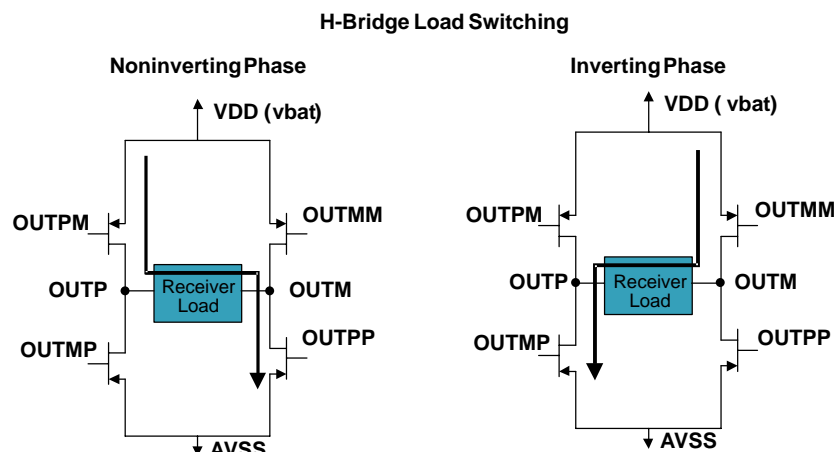 H-Bridge Load Switching
Noninverting Phase
VDD (vbat)
OUTPM
OUTMM
OUTP
Receiver
Load
OUTM
OUTMP
OUTPP
AVSS
Inverting Phase
VDD ( vbat)
OUTPM
OUTMM
OUTP
Receiver
Load
OUTM
OUTMP
OUTPP
AVSS